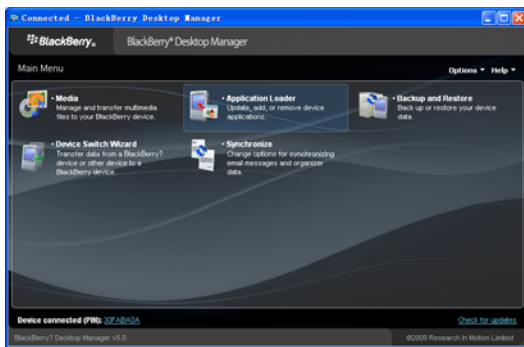 Connected - BlackBerry Desktop Manager
BlackBerry®
BlackBerry® Desktop Manager
Main Menu
Options
Help
Media
Manage and transfer multimedia
files to your BlackBerry device.
Application Loader
Update, add, or remove device
applications.
Backup and Restore
Back up or restore your device
data.
Device Switch
Wizard
Transfer data from a BlackBerry?
device or other device to a
BlackBerry device.
Synchronize
Change options for synchronizing
email messages and organizer
data.
Device connected (PIN): 30FABA0A
Check for updates
BlackBerry? Desktop Manager v5.0
©2009 Research In Motion Limited